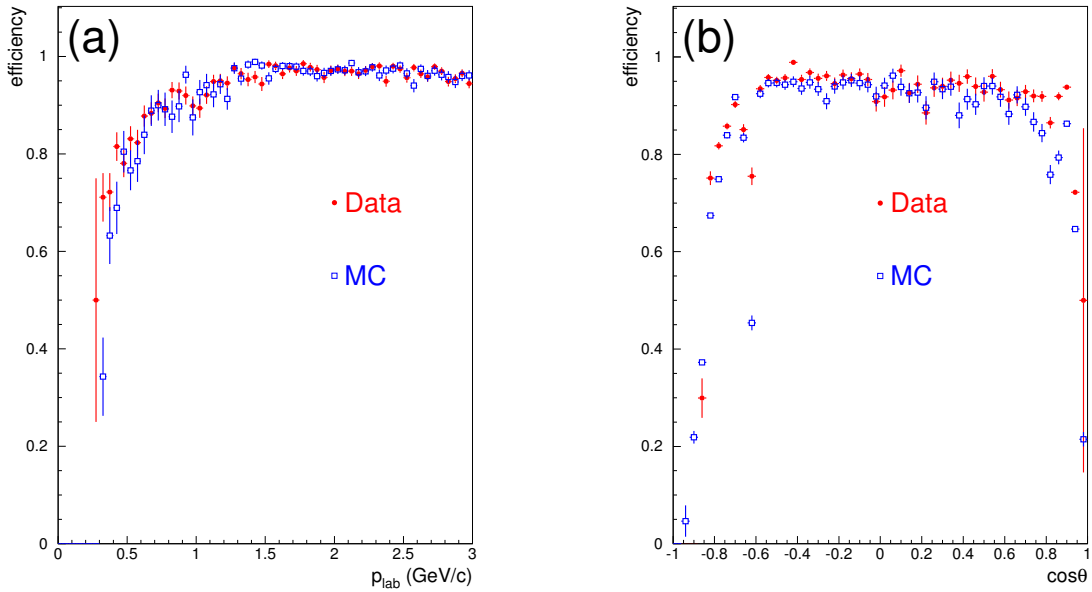 (a)
efficiency
1
0.8
0.6
0.4
0.2
0
Data
MC
0 0.5 1 1.5 2 2.5 3
p_lab (GeV/c)
(b)
efficiency
1
0.8
0.6
0.4
0.2
0
Data
MC
-1 -0.8 -0.6 -0.4 -0.2 0 0.2 0.4 0.6 0.8 1
cosθ